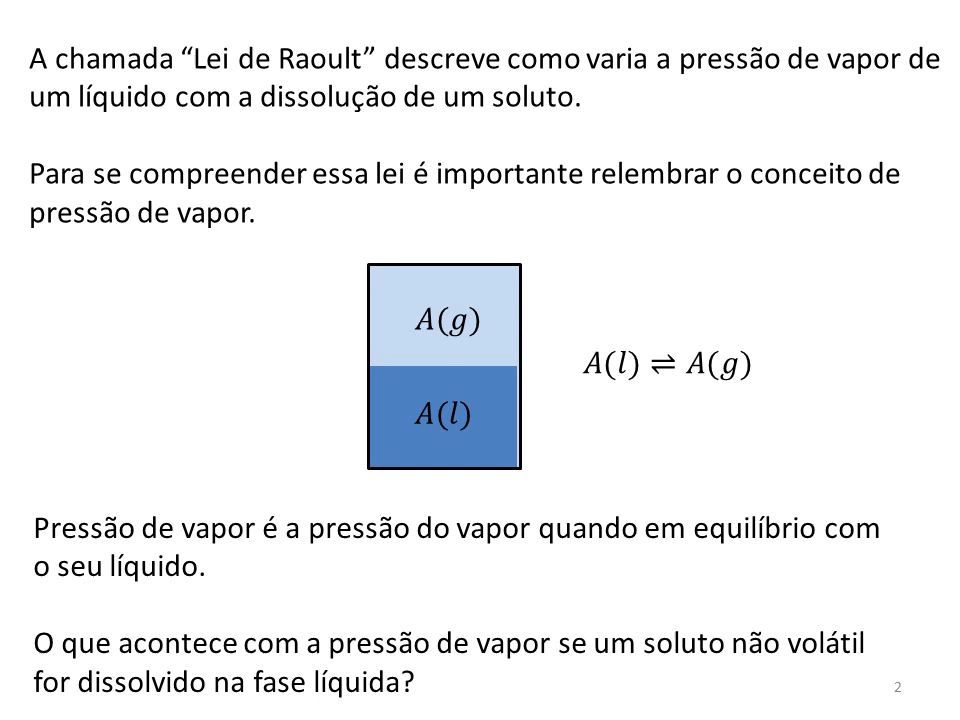 A chamada “Lei de Raoult” descreve como varia a pressão de vapor de
um líquido com a dissolução de um soluto.
Para se compreender essa lei é importante relembrar o conceito de
pressão de vapor.
A(g)
A(l) ⇌ A(g)
A(l)
Pressão de vapor é a pressão do vapor quando em equilíbrio com
o seu líquido.
O que acontece com a pressão de vapor se um soluto não volátil
for dissolvido na fase líquida?
2